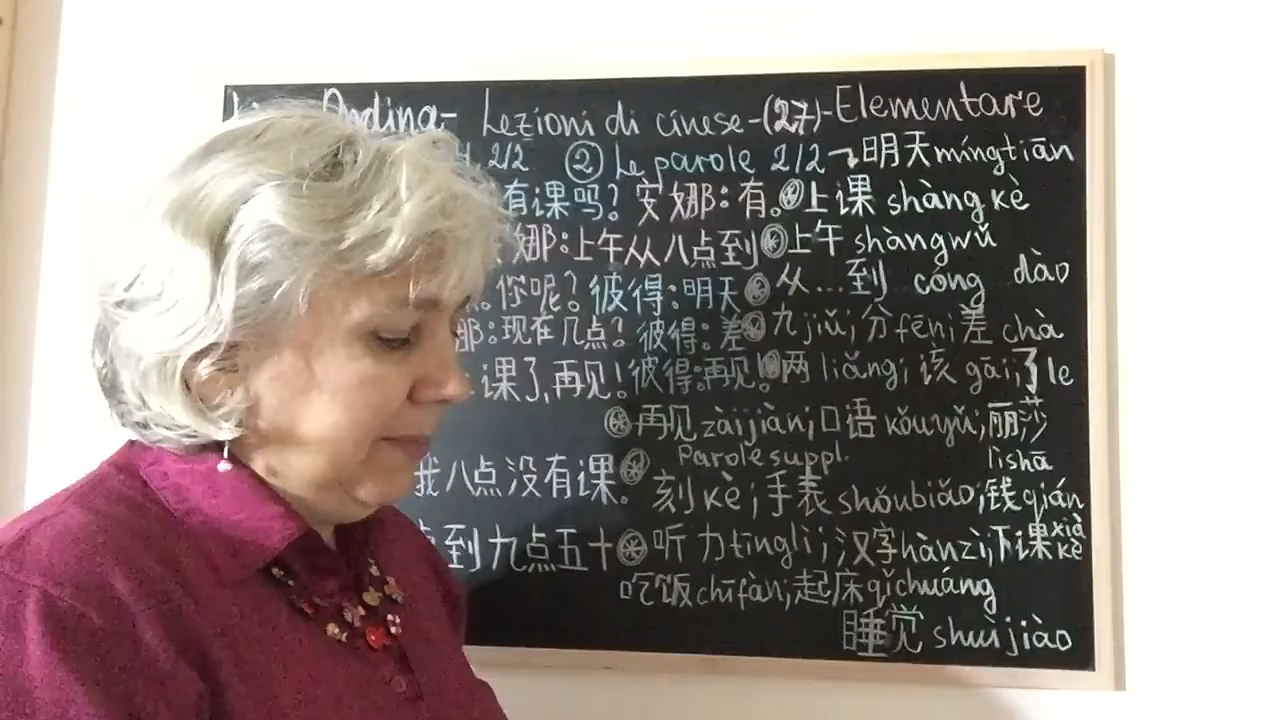 Ondina- Lezioni di cinese-(27)-Elementare
2/2 ② Le parole 2/2 → 明天 míngtiān
有课吗? 安娜: 有。 上课 shàng kè
娜: 上午从八点到 上午 shàngwǔ
你呢? 彼得: 明天 从...到 cóng dào
现在几点? 彼得: 差 九 jiǔ; 分 fēn; 差 chà
课了, 再见! 彼得: 再见! 两 liǎng; 该 gāi; 了 le
再见 zàijiàn; 口语 kǒuyǔ; 丽莎
Parole suppl. lìshā
我八点没有课。 刻 kè; 手表 shǒubiǎo; 钱 qián
到九点五十 听力 tīnglì; 汉字 hànzì; 下课 xià kè
吃饭 chīfàn; 起床 qǐchuáng
睡觉 shuìjiào